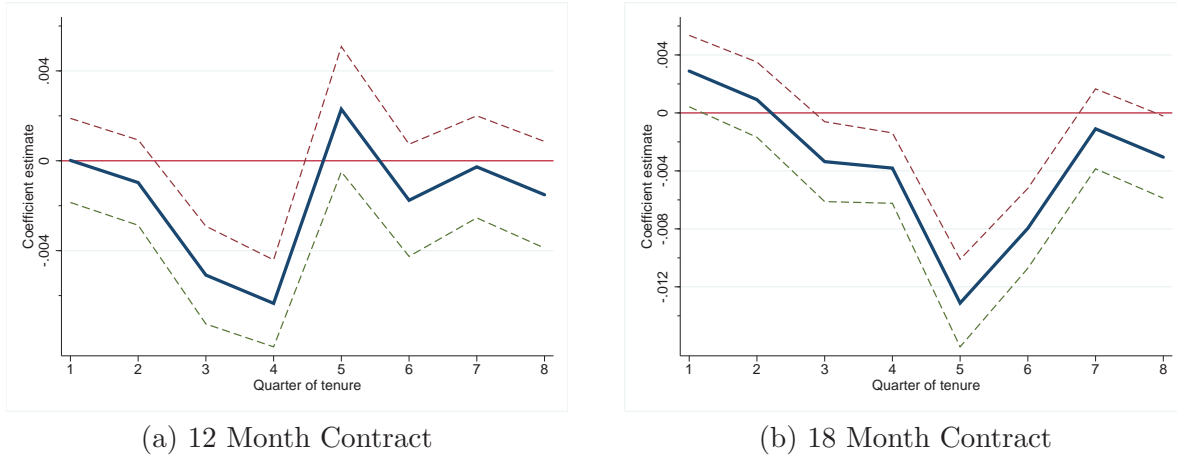 .004
0
-.004
Coefficient estimate
1 2 3 4 5 6 7 8
Quarter of tenure
(a) 12 Month Contract
.004
0
-.004
-.008
-.012
Coefficient estimate
1 2 3 4 5 6 7 8
Quarter of tenure
(b) 18 Month Contract